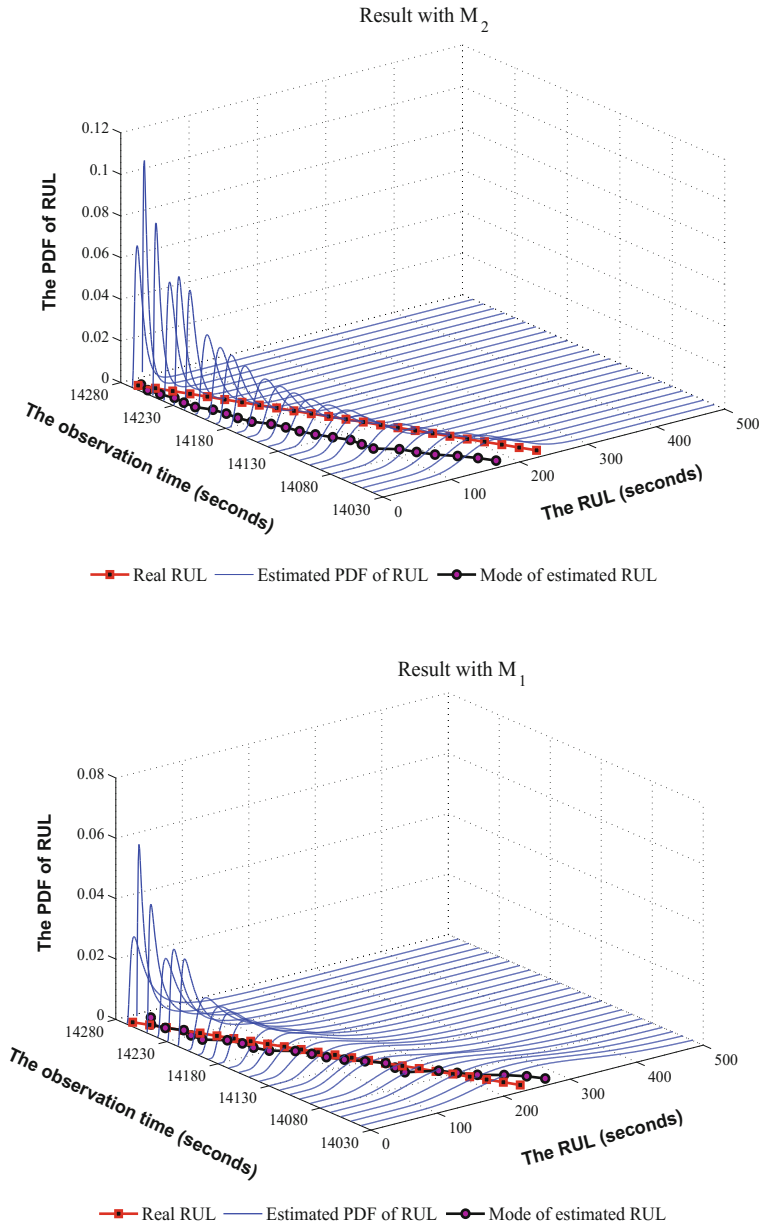 Result with M2
0.12
0.1
0.08
0.06
0.04
0.02
0
The PDF of RUL
14280
14230
14180
14130
14080
14030
The observation time (seconds)
0
100
200
300
400
500
The RUL (seconds)
Real RUL
Estimated PDF of RUL
Mode of estimated RUL
Result with M1
0.08
0.06
0.04
0.02
0
The PDF of RUL
14280
14230
14180
14130
14080
14030
The observation time (seconds)
0
100
200
300
400
500
The RUL (seconds)
Real RUL
Estimated PDF of RUL
Mode of estimated RUL